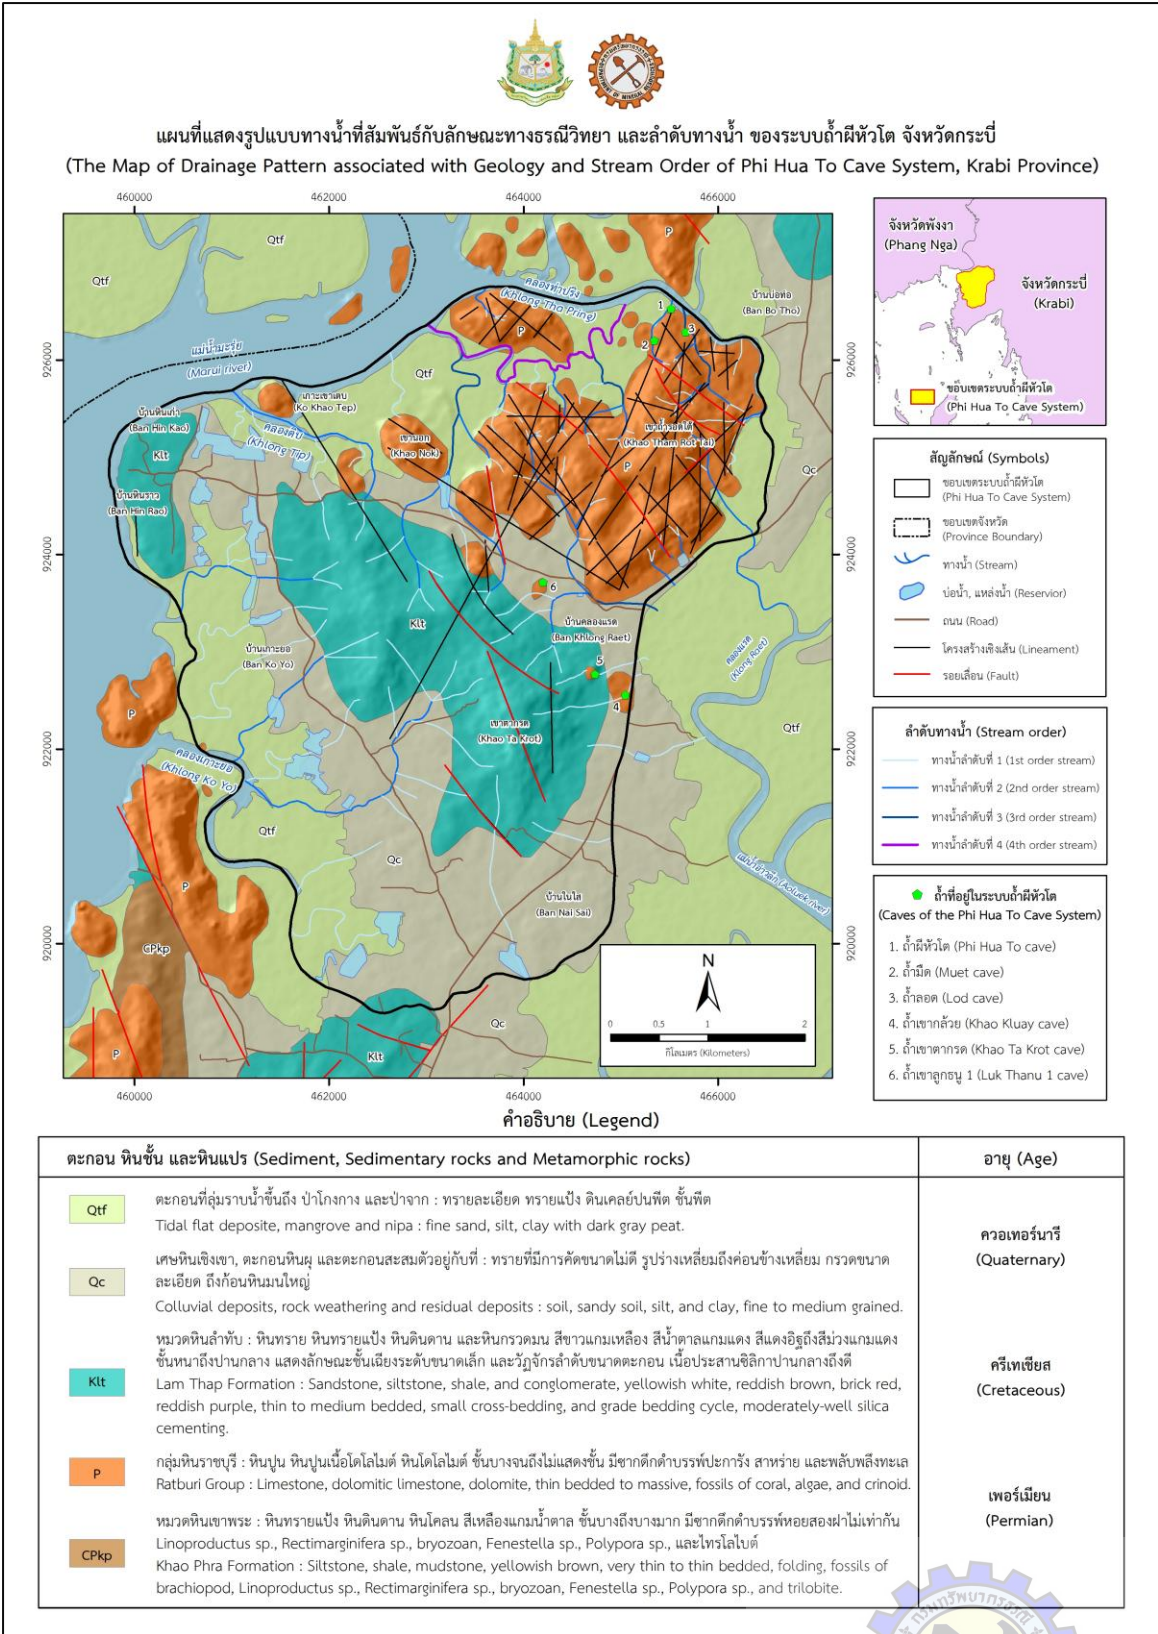 แผนที่แสดงรูปแบบทางน้ำที่สัมพันธ์กับลักษณะทางธรณีวิทยา และลำดับทางน้ำ ของระบบถ้ำผีหัวโต จังหวัดกระบี่
(The Map of Drainage Pattern associated with Geology and Stream Order of Phi Hua To Cave System, Krabi Province)
460000
462000
464000
466000
926000
924000
922000
920000
926000
924000
922000
920000
Qtf
Qtf
P
คลองท่าปริง
(Khlong Tha Pring)
1
2
3
บ้านบ่อท่อ
(Ban Bo Tho)
P
แม่น้ำมะรุ่ย
(Marui river)
Qtf
เกาะเขาเตบ
(Ko Khao Tep)
บ้านหินเก่า
(Ban Hin Kao)
คลองติบ
(Khlong Tip)
เขานอก
(Khao Nok)
เขาถ้ำรอดใต้
(Khao Tham Rot Tai)
Klt
P
Qc
บ้านหินราว
(Ban Hin Rao)
6
Klt
บ้านคลองแรด
(Ban Khlong Raet)
บ้านเกาะยอ
(Ban Ko Yo)
คลองแรด
(Klong Raet)
5
4
P
เขาตากรด
(Khao Ta Krot)
Qtf
คลองเกาะยอ
(Khlong Ko Yo)
Qtf
Qc
P
แม่น้ำอ่าวลึก (Aoluek river)
บ้านในใส
(Ban Nai Sai)
CPkp
Qc
P
Klt
N
0 0.5 1 2
กิโลเมตร (Kilometers)
460000
462000
464000
466000
จังหวัดพังงา
(Phang Nga)
จังหวัดกระบี่
(Krabi)
ขอบเขตระบบถ้ำผีหัวโต
(Phi Hua To Cave System)
สัญลักษณ์ (Symbols)
ขอบเขตระบบถ้ำผีหัวโต
(Phi Hua To Cave System)
ขอบเขตจังหวัด
(Province Boundary)
ทางน้ำ (Stream)
บ่อน้ำ, แหล่งน้ำ (Reservior)
ถนน (Road)
โครงสร้างเชิงเส้น (Lineament)
รอยเลื่อน (Fault)
ลำดับทางน้ำ (Stream order)
ทางน้ำลำดับที่ 1 (1st order stream)
ทางน้ำลำดับที่ 2 (2nd order stream)
ทางน้ำลำดับที่ 3 (3rd order stream)
ทางน้ำลำดับที่ 4 (4th order stream)
ถ้ำที่อยู่ในระบบถ้ำผีหัวโต
(Caves of the Phi Hua To Cave System)
1. ถ้ำผีหัวโต (Phi Hua To cave)
2. ถ้ำมืด (Muet cave)
3. ถ้ำลอด (Lod cave)
4. ถ้ำเขากล้วย (Khao Kluay cave)
5. ถ้ำเขาตากรด (Khao Ta Krot cave)
6. ถ้ำเขาลูกธนู 1 (Luk Thanu 1 cave)
คำอธิบาย (Legend)
ตะกอน หินชั้น และหินแปร (Sediment, Sedimentary rocks and Metamorphic rocks)
อายุ (Age)
Qtf
ตะกอนที่ลุ่มราบน้ำขึ้นถึง ป่าโกงกาง และป่าจาก : ทรายละเอียด ทรายแป้ง ดินเคลย์ปนพีต ชั้นพีต
Tidal flat deposite, mangrove and nipa : fine sand, silt, clay with dark gray peat.
ควอเทอร์นารี
(Quaternary)
Qc
เศษหินเชิงเขา, ตะกอนหินผุ และตะกอนสะสมตัวอยู่กับที่ : ทรายที่มีการคัดขนาดไม่ดี รูปร่างเหลี่ยมถึงค่อนข้างเหลี่ยม กรวดขนาด
ละเอียด ถึงก้อนหินมนใหญ่
Colluvial deposits, rock weathering and residual deposits : soil, sandy soil, silt, and clay, fine to medium grained.
Klt
หมวดหินลำทับ : หินทราย หินทรายแป้ง หินดินดาน และหินกรวดมน สีขาวแกมเหลือง สีน้ำตาลแกมแดง สีแดงอิฐถึงสีม่วงแกมแดง
ชั้นหนาถึงปานกลาง แสดงลักษณะชั้นเฉียงระดับขนาดเล็ก และวัฏจักรลำดับขนาดตะกอน เนื้อประสานซิลิกาปานกลางถึงดี
Lam Thap Formation : Sandstone, siltstone, shale, and conglomerate, yellowish white, reddish brown, brick red,
reddish purple, thin to medium bedded, small cross-bedding, and grade bedding cycle, moderately-well silica
cementing.
ครีเทเชียส
(Cretaceous)
P
กลุ่มหินราชบุรี : หินปูน หินปูนเนื้อโดโลไมต์ หินโดโลไมต์ ชั้นบางจนถึงไม่แสดงชั้น มีซากดึกดำบรรพ์ปะการัง สาหร่าย และพลับพลึงทะเล
Ratburi Group : Limestone, dolomitic limestone, dolomite, thin bedded to massive, fossils of coral, algae, and crinoid.
เพอร์เมียน
(Permian)
CPkp
หมวดหินเขาพระ : หินทรายแป้ง หินดินดาน หินโคลน สีเหลืองแกมน้ำตาล ชั้นบางถึงบางมาก มีซากดึกดำบรรพ์หอยสองฝาไม่เท่ากัน
Linoproductus sp., Rectimarginifera sp., bryozoan, Fenestella sp., Polypora sp., และไทรโลไบต์
Khao Phra Formation : Siltstone, shale, mudstone, yellowish brown, very thin to thin bedded, folding, fossils of
brachiopod, Linoproductus sp., Rectimarginifera sp., bryozoan, Fenestella sp., Polypora sp., and trilobite.
กรมทรัพยากรธรณี